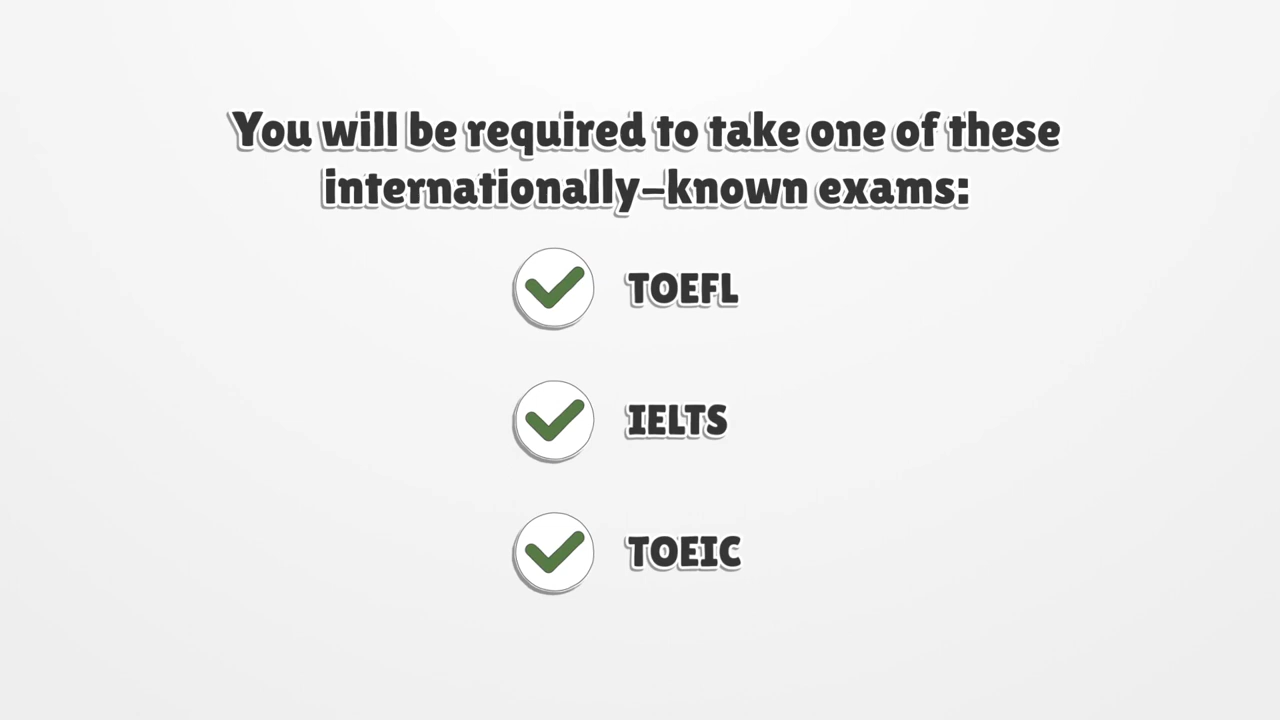 You will be required to take one of these
internationally-known exams:
TOEFL
IELTS
TOEIC